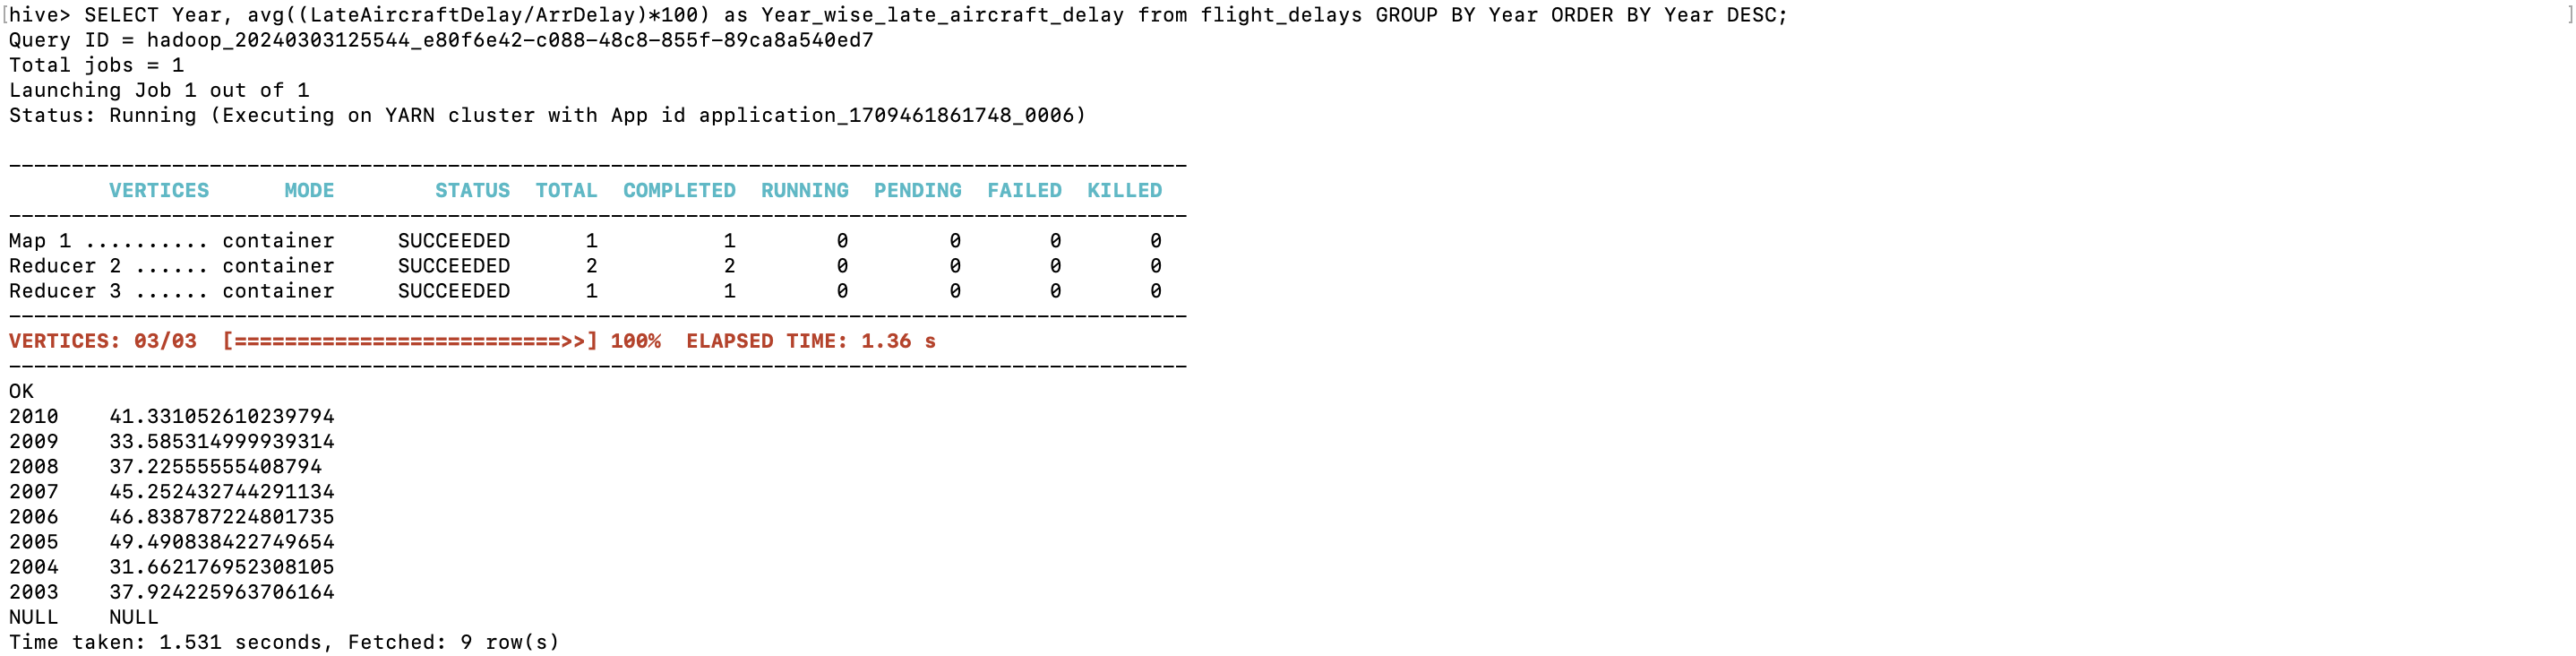 [hive> SELECT Year, avg((LateAircraftDelay/ArrDelay)*100) as Year_wise_late_aircraft_delay from flight_delays GROUP BY Year ORDER BY Year DESC; ]
Query ID = hadoop_20240303125544_e80f6e42-c088-48c8-855f-89ca8a540ed7
Total jobs = 1
Launching Job 1 out of 1
Status: Running (Executing on YARN cluster with App id application_1709461861748_0006)
----------------------------------------------------------------------------------------------
VERTICES MODE STATUS TOTAL COMPLETED RUNNING PENDING FAILED KILLED
----------------------------------------------------------------------------------------------
Map 1 .......... container SUCCEEDED 1 1 0 0 0 0
Reducer 2 ...... container SUCCEEDED 2 2 0 0 0 0
Reducer 3 ...... container SUCCEEDED 1 1 0 0 0 0
----------------------------------------------------------------------------------------------
VERTICES: 03/03 [==========================>>] 100% ELAPSED TIME: 1.36 s
----------------------------------------------------------------------------------------------
OK
2010 41.331052610239794
2009 33.585314999939314
2008 37.22555555408794
2007 45.252432744291134
2006 46.838787224801735
2005 49.490838422749654
2004 31.662176952308105
2003 37.924225963706164
NULL NULL
Time taken: 1.531 seconds, Fetched: 9 row(s)